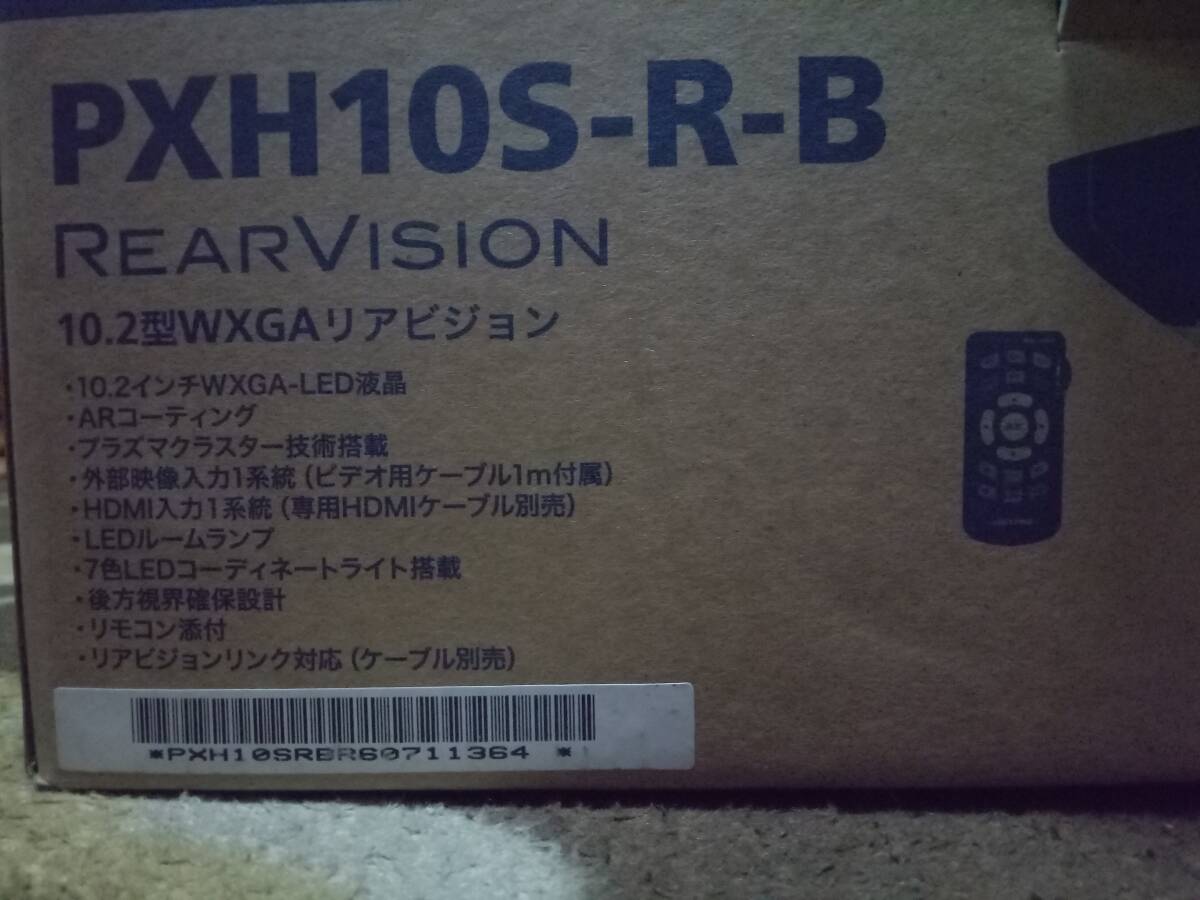 PXH10S-R-B
REARVISION
10.2型WXGAリアビジョン
・10.2インチWXGA-LED液晶
・ARコーティング
・プラズマクラスター技術搭載
・外部映像入力1系統（ビデオ用ケーブル1m付属）
・HDMI入力1系統（専用HDMIケーブル別売）
・LEDルームランプ
・7色LEDコーディネートライト搭載
・後方視界確保設計
・リモコン添付
・リアビジョンリンク対応（ケーブル別売）
*PXH10SRBR60711364 *